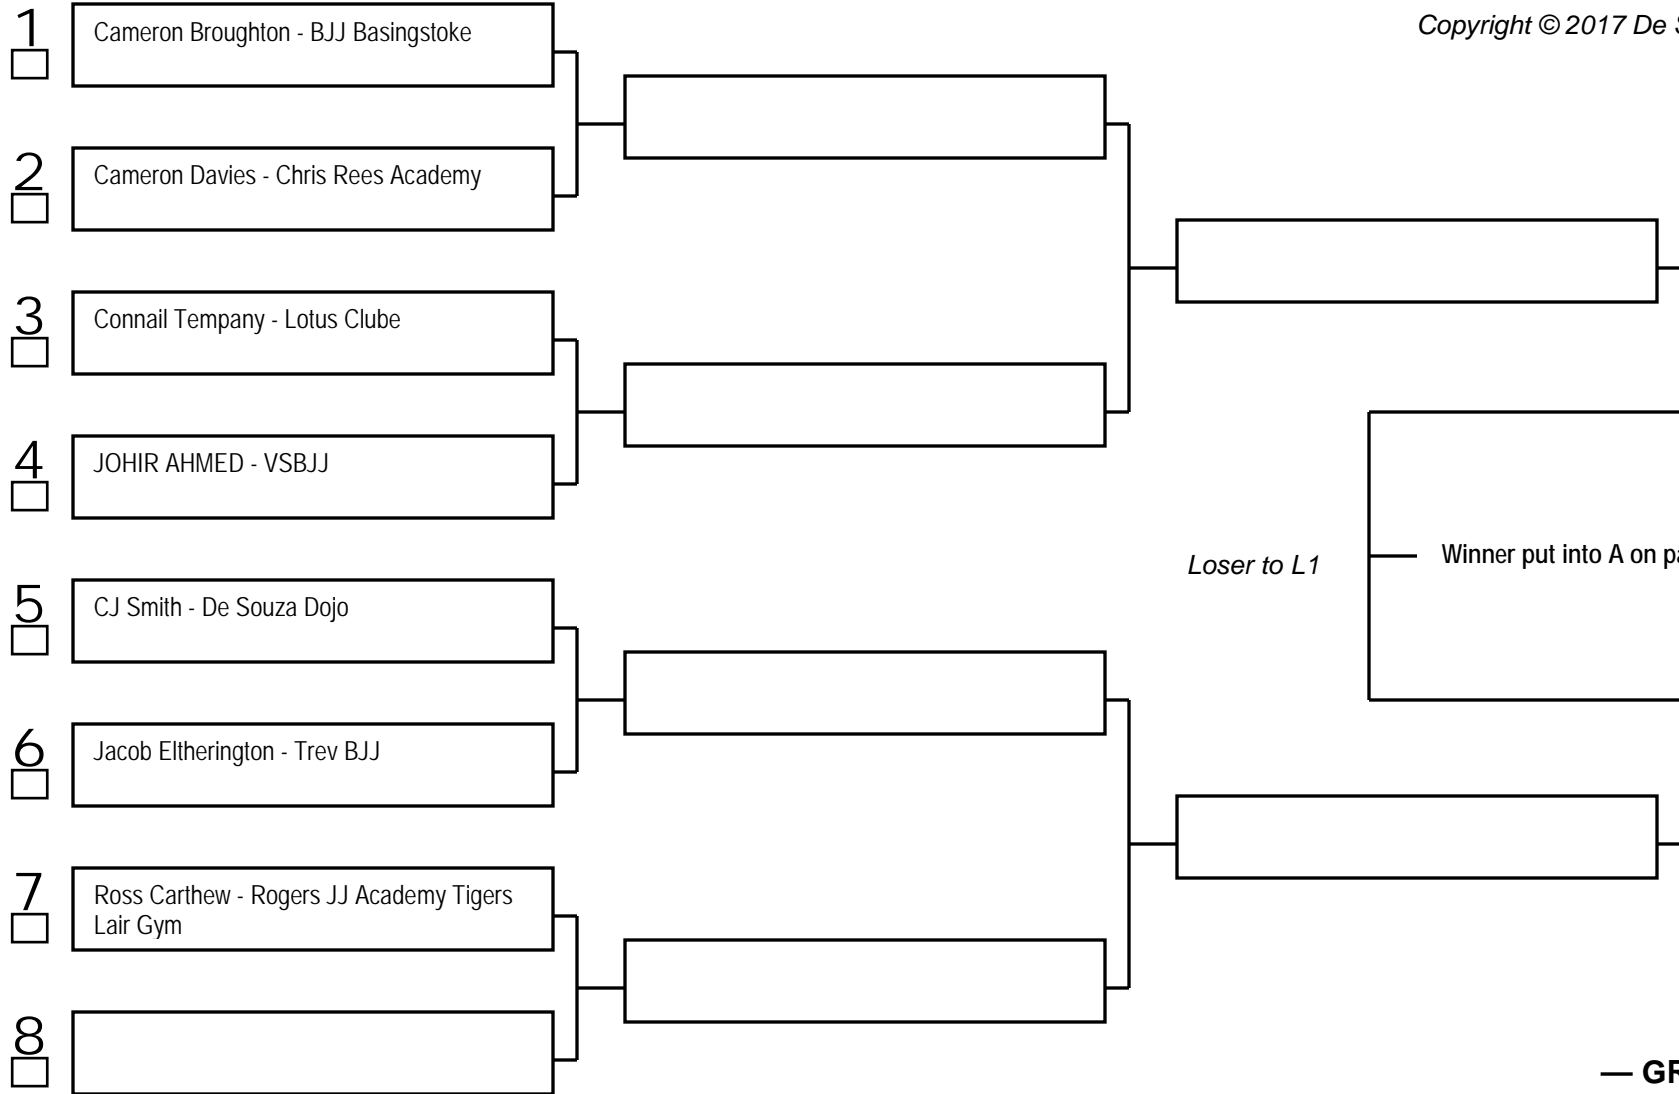 Copyright © 2017 De
1
Cameron Broughton - BJJ Basingstoke
2
Cameron Davies - Chris Rees Academy
3
Connail Tempany - Lotus Clube
4
JOHIR AHMED - VSBJJ
Loser to L1
Winner put into A on
5
CJ Smith - De Souza Dojo
6
Jacob Eltherington - Trev BJJ
7
Ross Carthew - Rogers JJ Academy Tigers
Lair Gym
8